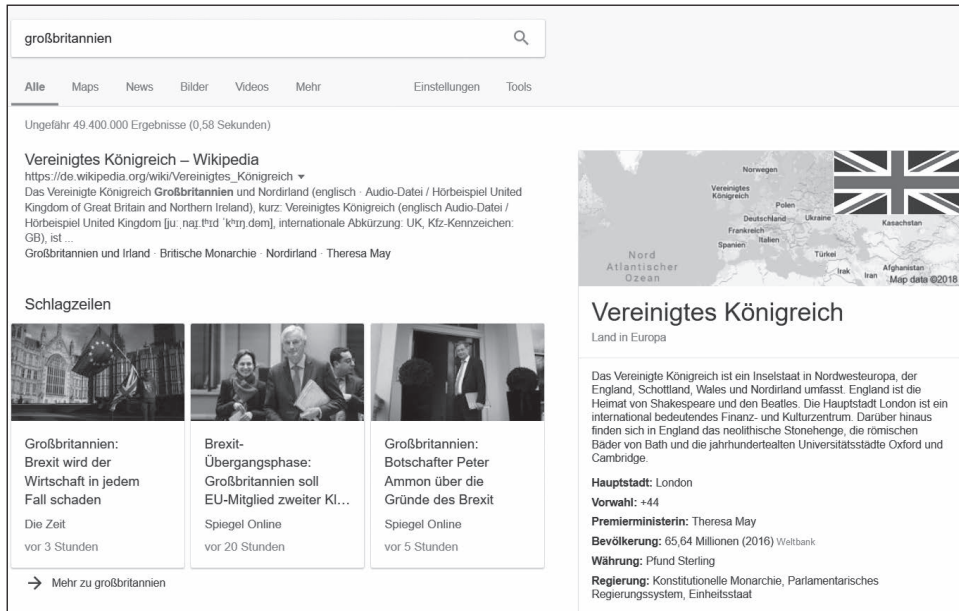 großbritannien
Alle Maps News Bilder Videos Mehr Einstellungen Tools
Ungefähr 49.400.000 Ergebnisse (0,58 Sekunden)
Vereinigtes Königreich – Wikipedia
https://de.wikipedia.org/wiki/Vereinigtes_Königreich
Das Vereinigte Königreich Großbritannien und Nordirland (englisch · Audio-Datei / Hörbeispiel United
Kingdom of Great Britain and Northern Ireland), kurz: Vereinigtes Königreich (englisch Audio-Datei /
Hörbeispiel United Kingdom [juːˌnaɪ̯.tʰɪd ˈkʰɪŋ.dəm], internationale Abkürzung: UK, Kfz-Kennzeichen:
GB), ist ...
Großbritannien und Irland · Britische Monarchie · Nordirland · Theresa May
Schlagzeilen
Großbritannien:
Brexit wird der
Wirtschaft in jedem
Fall schaden
Die Zeit
vor 3 Stunden
Brexit-
Übergangsphase:
Großbritannien soll
EU-Mitglied zweiter Kl...
Spiegel Online
vor 20 Stunden
Großbritannien:
Botschafter Peter
Ammon über die
Gründe des Brexit
Spiegel Online
vor 5 Stunden
Mehr zu großbritannien
Norwegen
Vereinigtes
Königreich
Polen
Deutschland
Ukraine
Kasachstan
Frankreich
Italien
Spanien
Türkei
Nord
Atlantischer
Ozean
Irak
Iran
Afghanistan
Map data ©2018
Vereinigtes Königreich
Land in Europa
Das Vereinigte Königreich ist ein Inselstaat in Nordwesteuropa, der
England, Schottland, Wales und Nordirland umfasst. England ist die
Heimat von Shakespeare und den Beatles. Die Hauptstadt London ist ein
international bedeutendes Finanz- und Kulturzentrum. Darüber hinaus
finden sich in England das neolithische Stonehenge, die römischen
Bäder von Bath und die jahrhundertealten Universitätsstädte Oxford und
Cambridge.
Hauptstadt: London
Vorwahl: +44
Premierministerin: Theresa May
Bevölkerung: 65,64 Millionen (2016) Weltbank
Währung: Pfund Sterling
Regierung: Konstitutionelle Monarchie, Parlamentarisches
Regierungssystem, Einheitsstaat